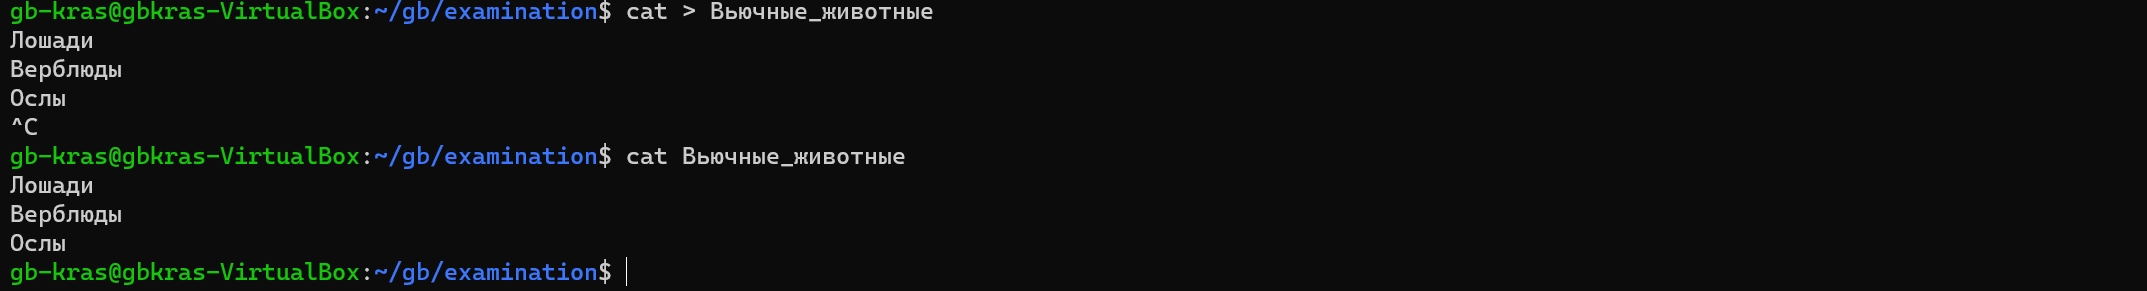 gb-kras@gbkras-VirtualBox:~/gb/examination$ cat > Вьючные_животные
Лошади
Верблюды
Ослы
^C
gb-kras@gbkras-VirtualBox:~/gb/examination$ cat Вьючные_животные
Лошади
Верблюды
Ослы
gb-kras@gbkras-VirtualBox:~/gb/examination$